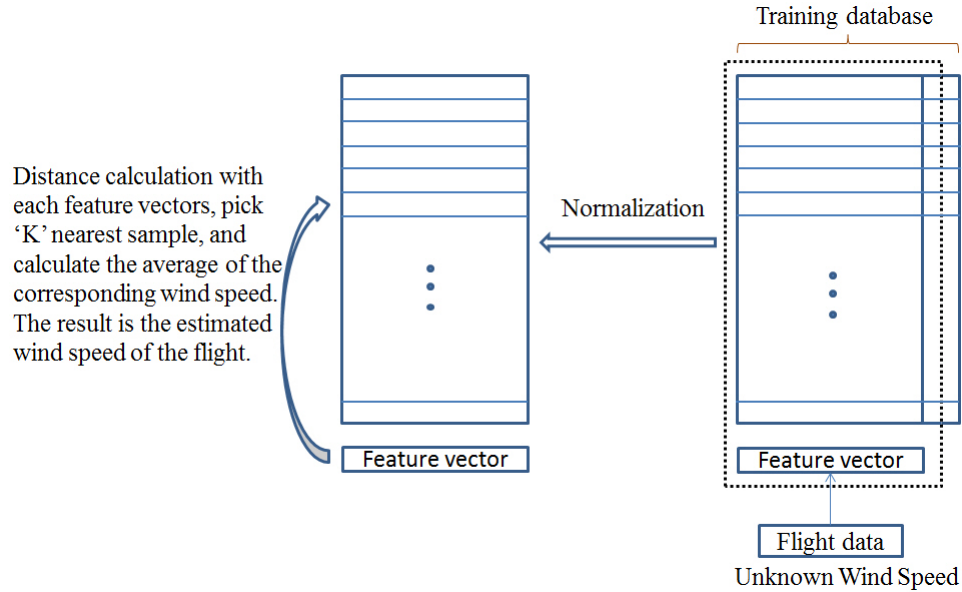 Training database
Distance calculation with
each feature vectors, pick
‘K’ nearest sample, and
calculate the average of the
corresponding wind speed.
The result is the estimated
wind speed of the flight.
Normalization
Feature vector
Feature vector
Flight data
Unknown Wind Speed